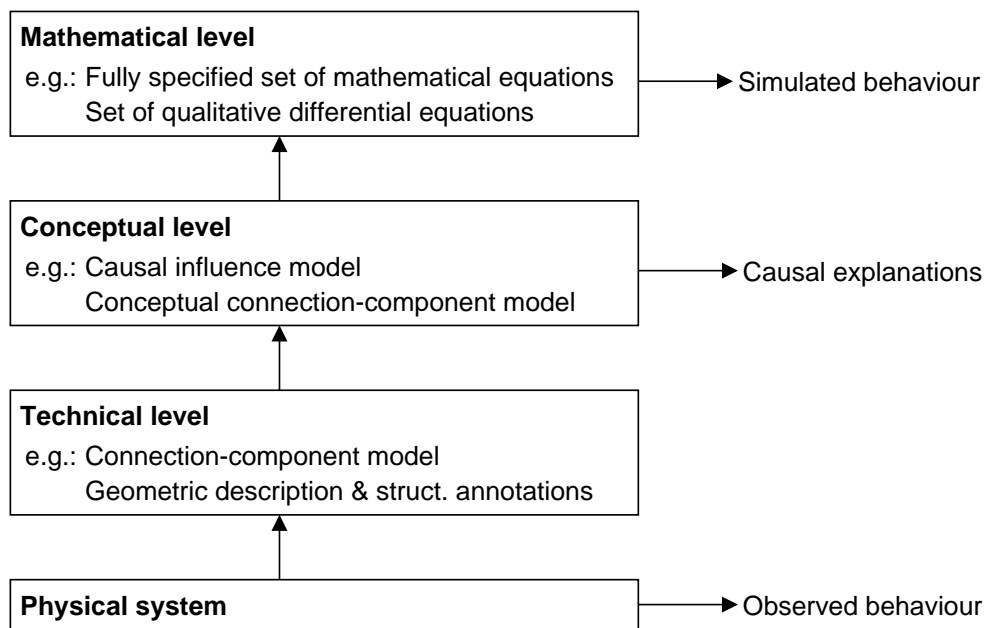 Mathematical level
e.g.: Fully specified set of mathematical equations
Set of qualitative differential equations
Simulated behaviour
Conceptual level
e.g.: Causal influence model
Conceptual connection-component model
Causal explanations
Technical level
e.g.: Connection-component model
Geometric description & struct. annotations
Physical system
Observed behaviour